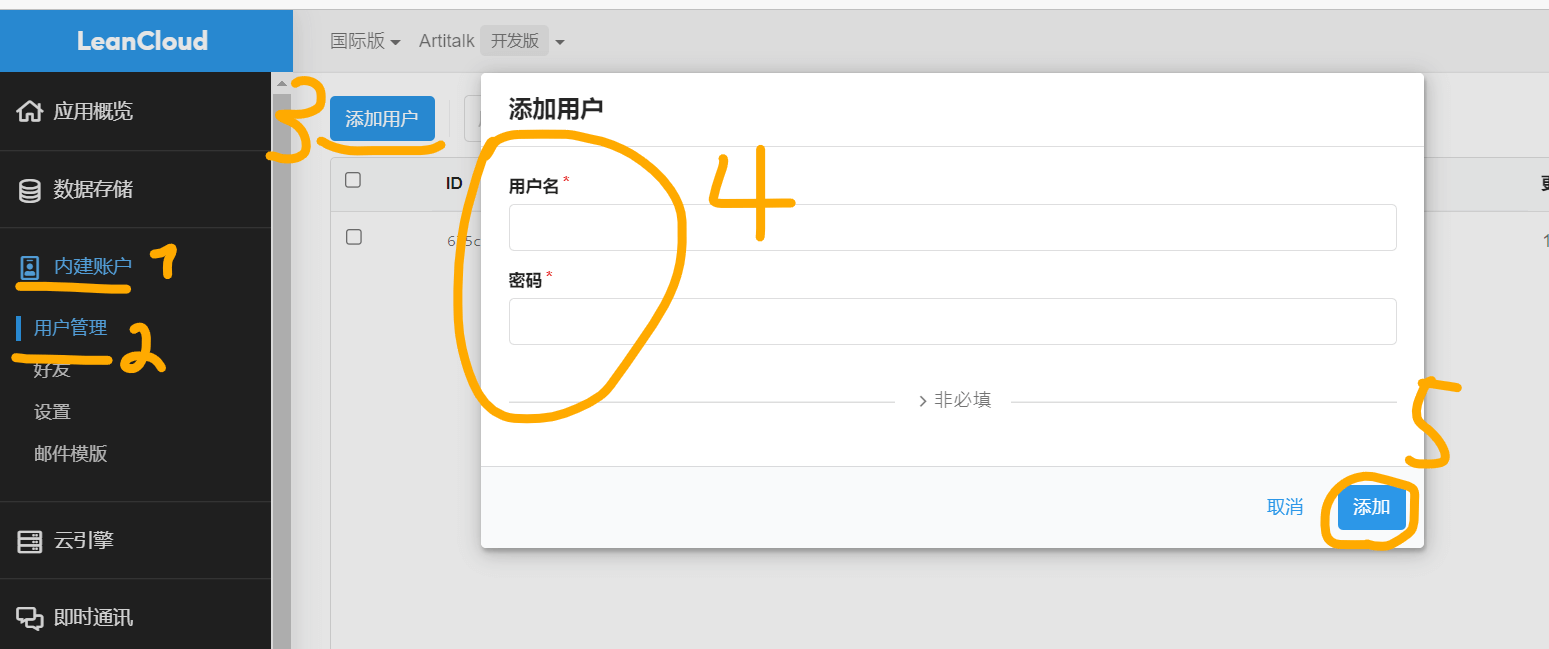 LeanCloud
国际版 Artitalk 开发版
应用概览
数据存储
内建账户 1
用户管理 2
好友
设置
邮件模版
云引擎
即时通讯
3 添加用户
ID
添加用户
4
用户名 *
密码 *
非必填
5
取消 添加